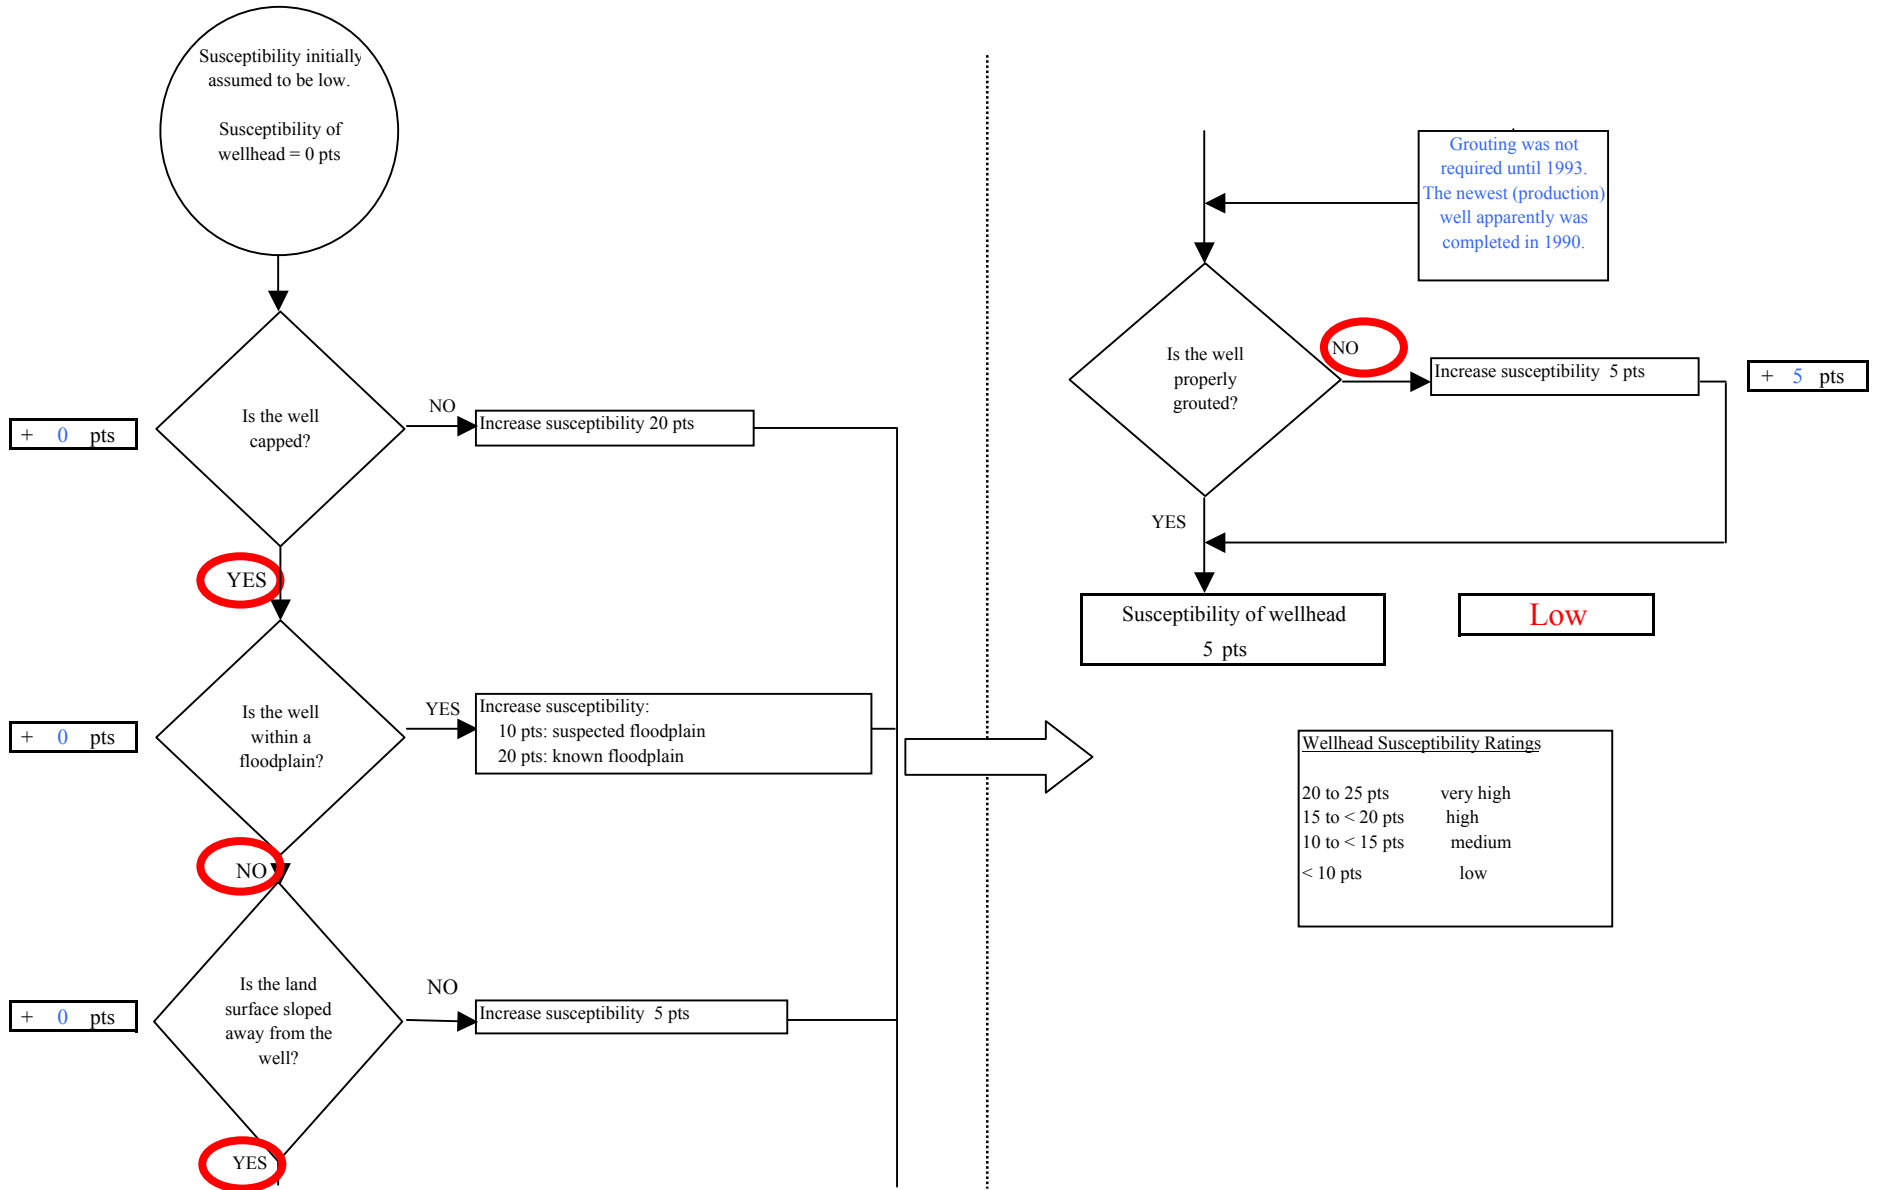 Susceptibility initially
assumed to be low.
Susceptibility of
wellhead = 0 pts
Is the well
capped?
NO
Increase susceptibility 20 pts
+ 0 pts
YES
Is the well
within a
floodplain?
YES
Increase susceptibility:
10 pts: suspected floodplain
20 pts: known floodplain
+ 0 pts
NO
Is the land
surface sloped
away from the
well?
NO
Increase susceptibility 5 pts
+ 0 pts
YES
Grouting was not
required until 1993.
The newest (production)
well apparently was
completed in 1990.
Is the well
properly
grouted?
NO
Increase susceptibility 5 pts
+ 5 pts
YES
Susceptibility of wellhead
5 pts
Low
Wellhead Susceptibility Ratings
20 to 25 pts very high
15 to < 20 pts high
10 to < 15 pts medium
< 10 pts low